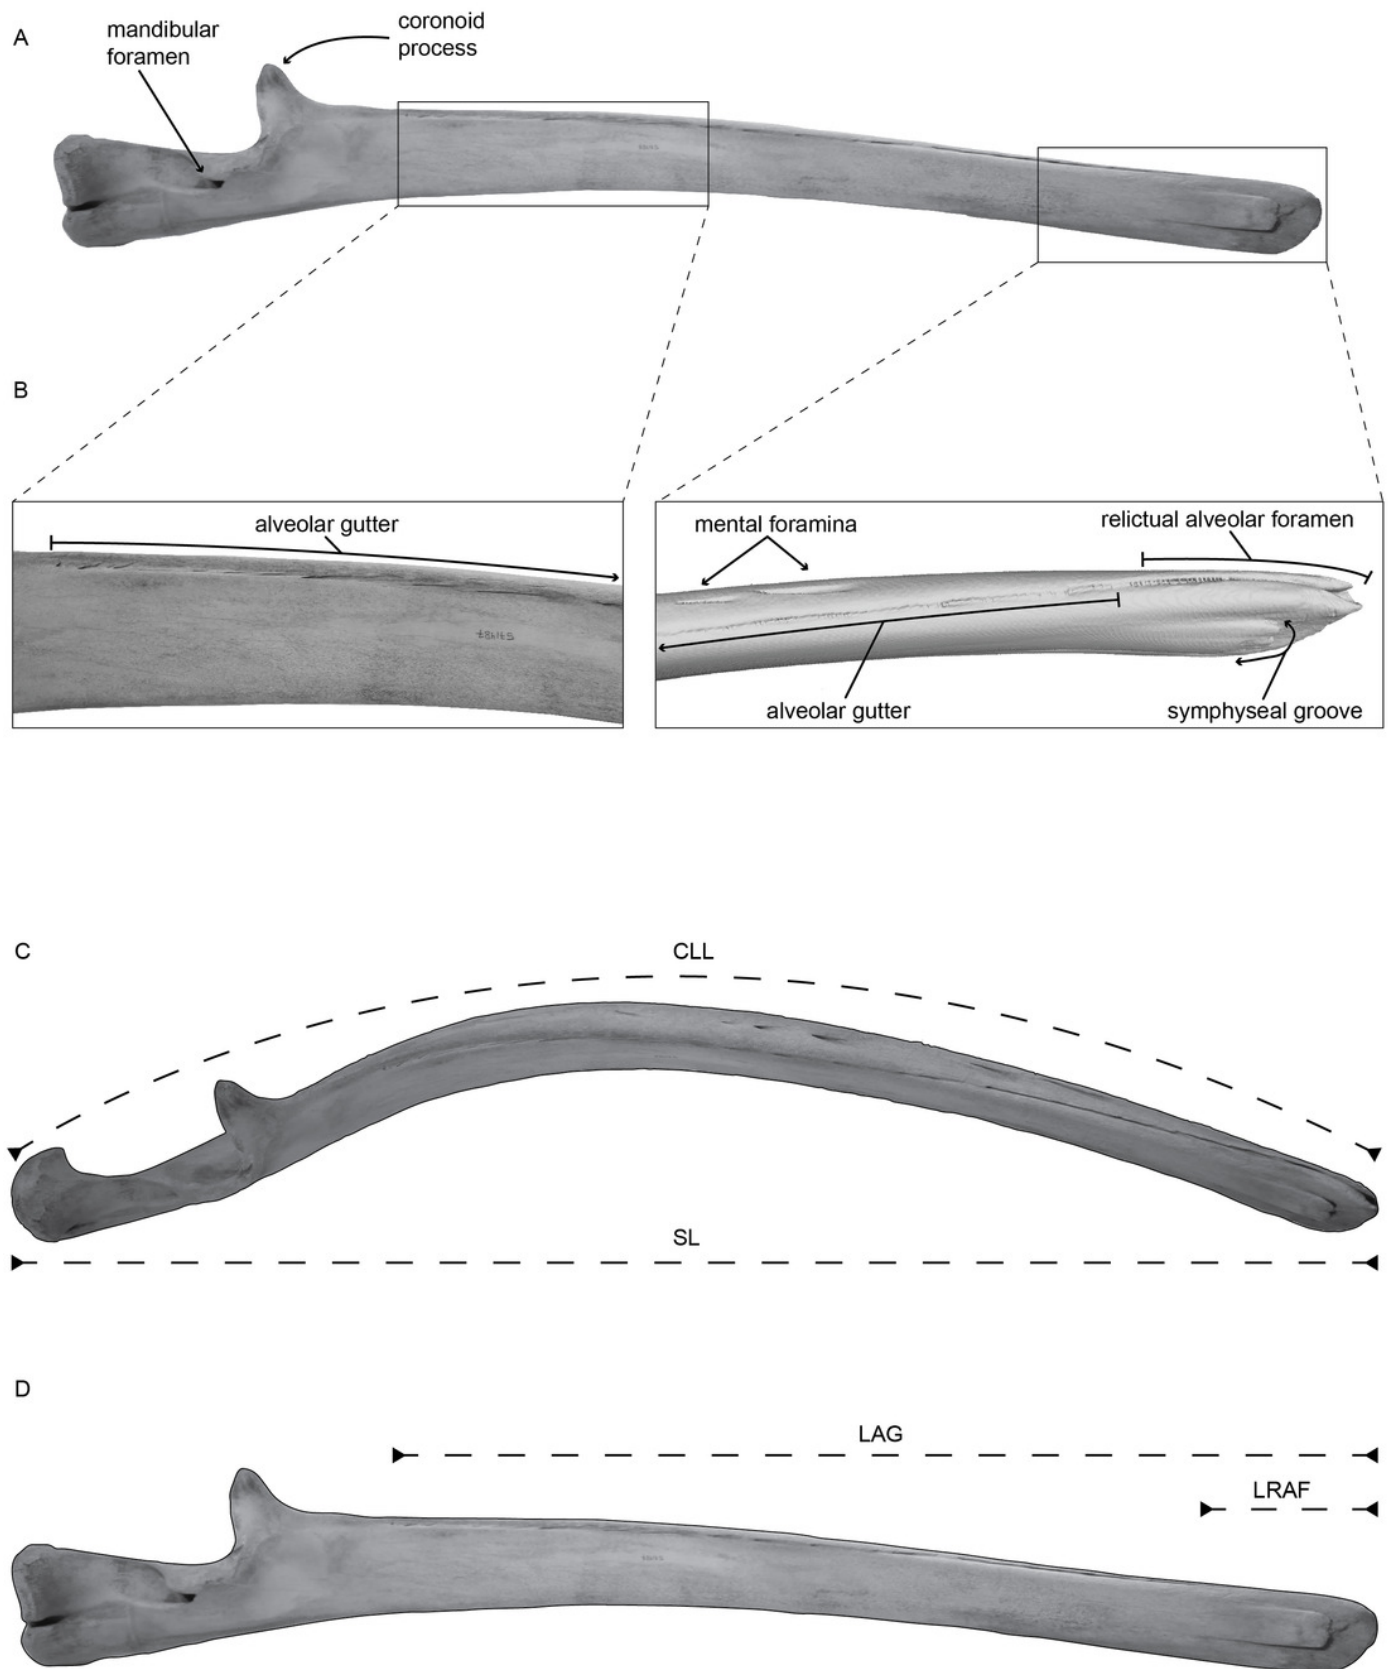 A
mandibular
foramen
coronoid
process
B
alveolar gutter
mental foramina
relictual alveolar foramen
alveolar gutter
symphyseal groove
C
CLL
SL
D
LAG
LRAF